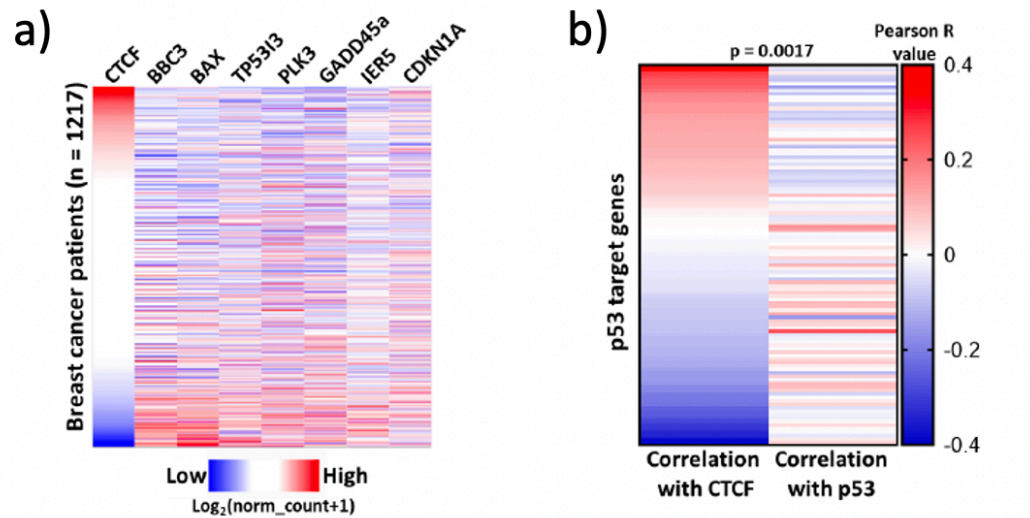 a)
CTCF
BBC3
BAX
TP53I3
PLK3
GADD45a
IER5
CDKN1A
Breast cancer patients (n = 1217)
Low
High
Log₂(norm_count+1)
b)
p = 0.0017
Pearson R
value
p53 target genes
0.4
0.2
0
-0.2
-0.4
Correlation
with CTCF
Correlation
with p53